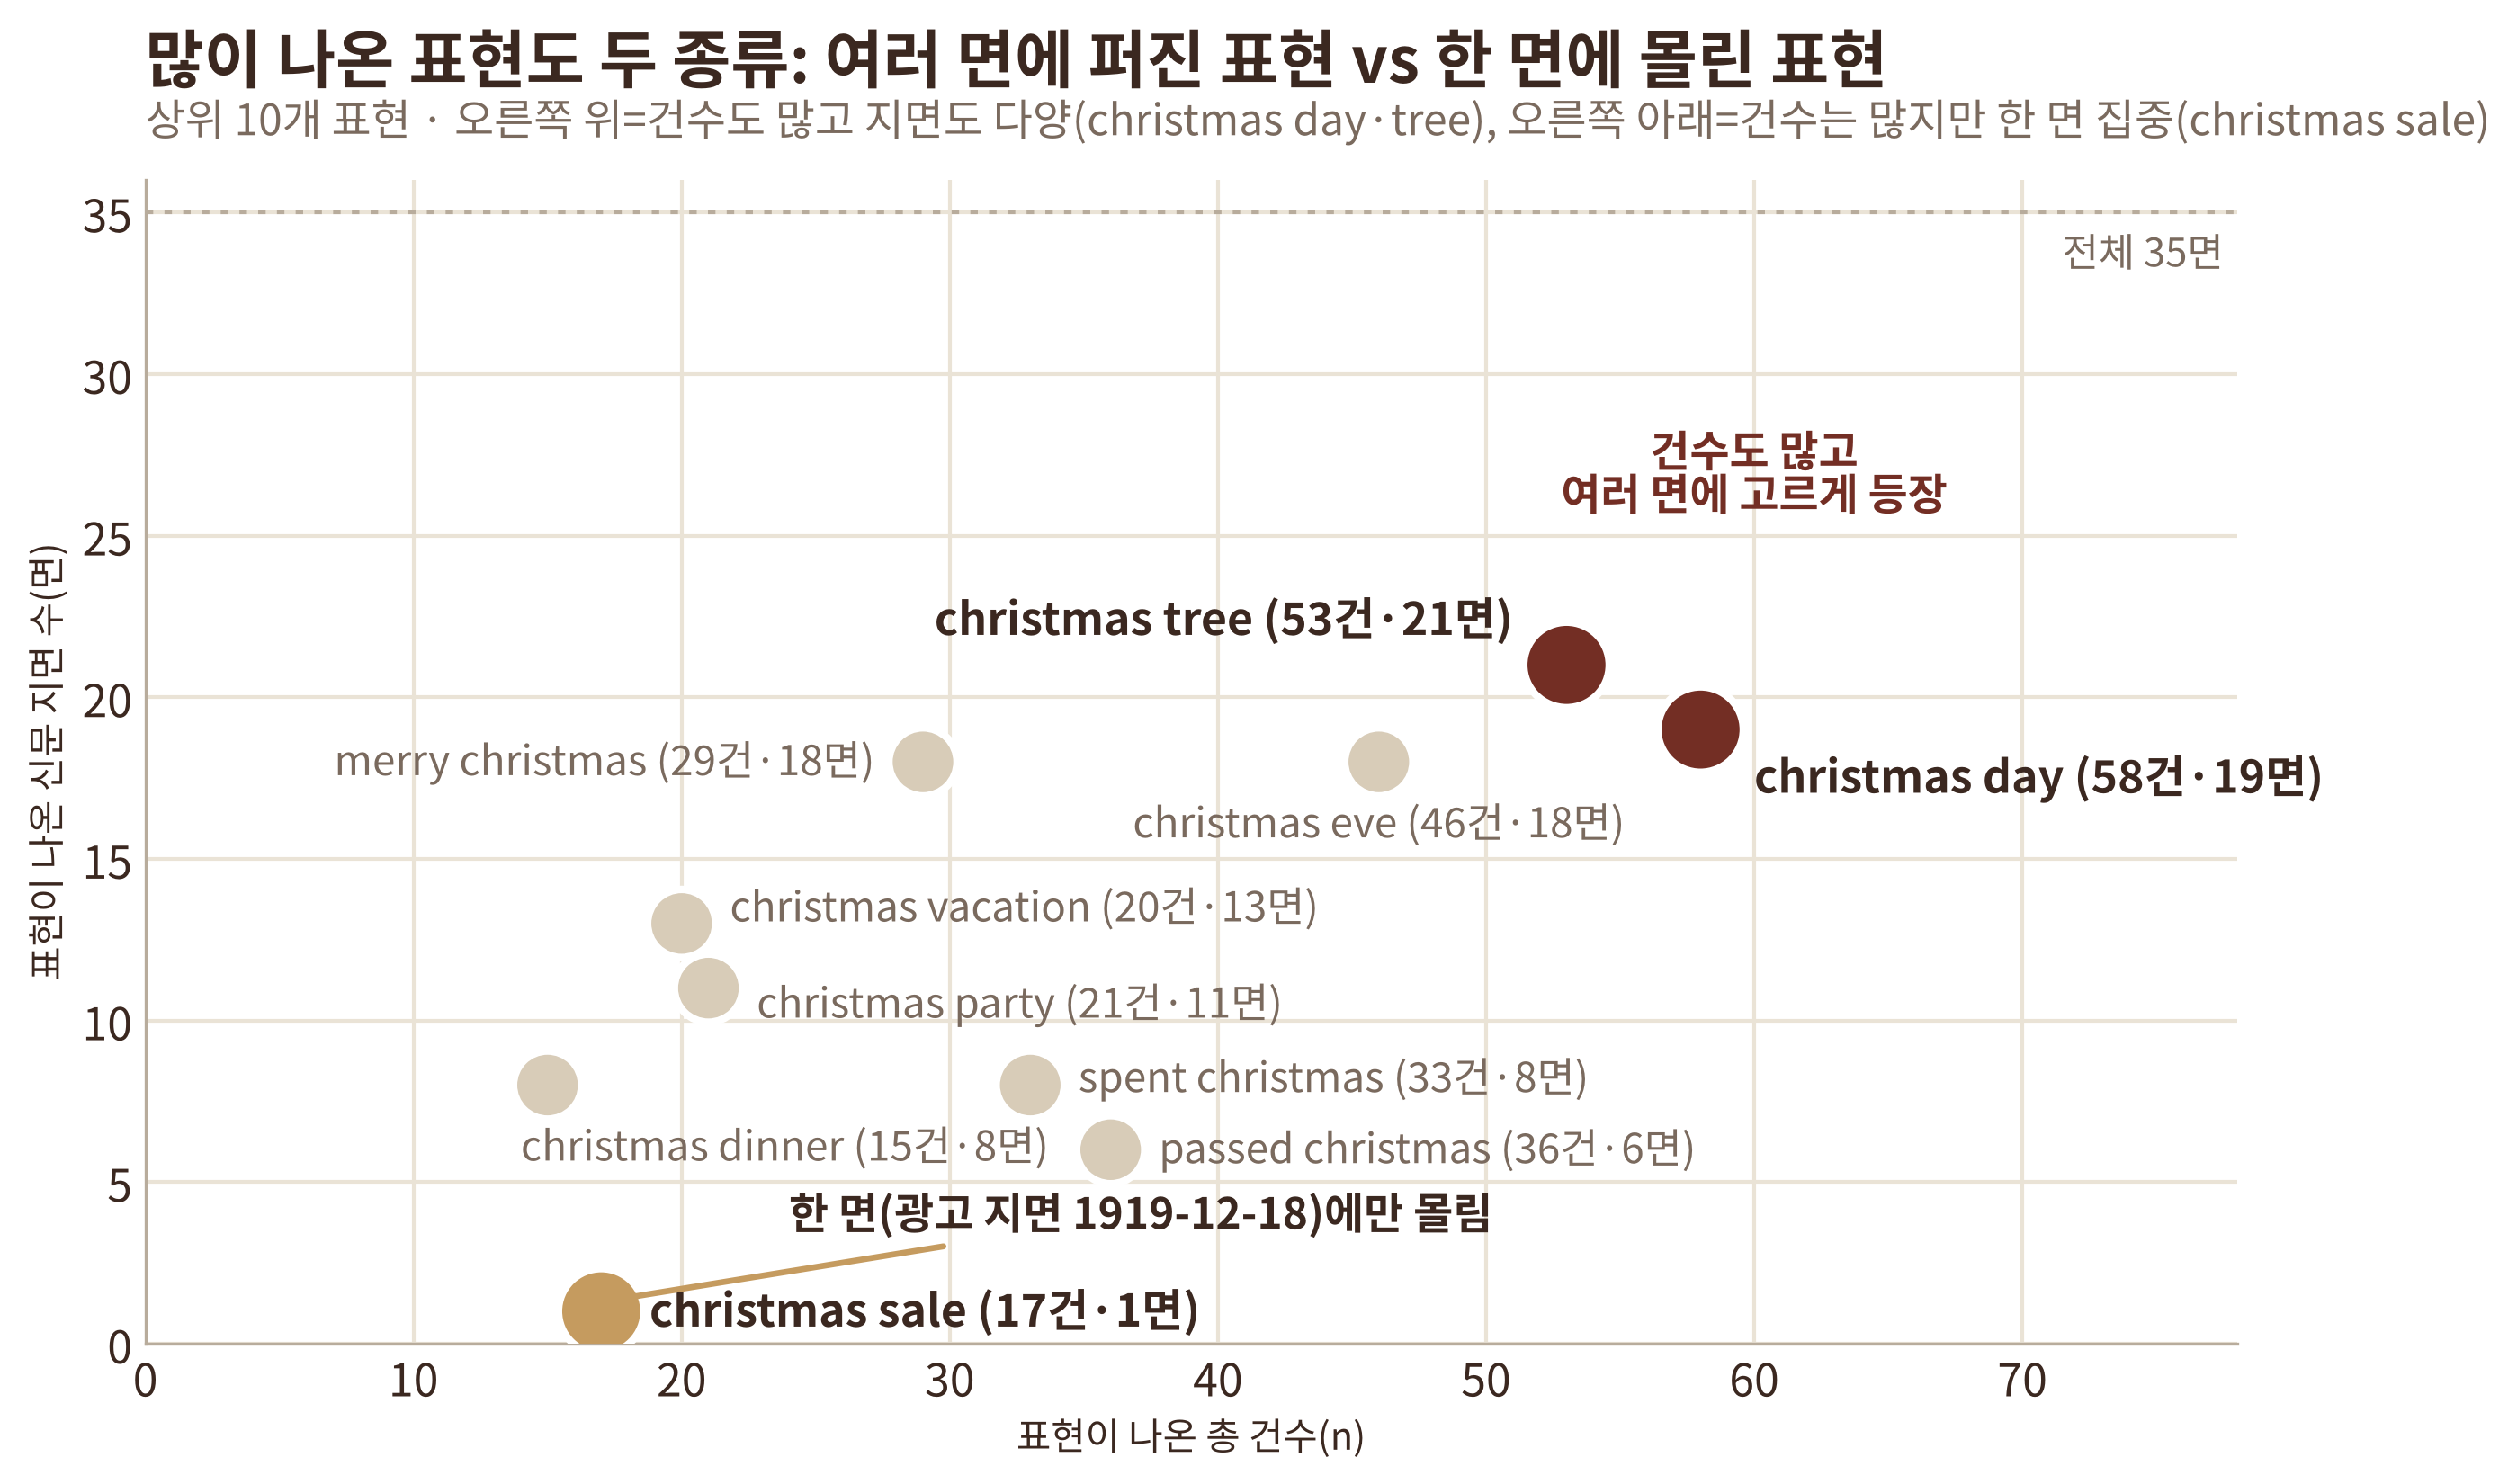 많이 나온 표현도 두 종류: 여러 면에 퍼진 표현 vs 한 면에 몰린 표현
상위 10개 표현 · 오른쪽 위=건수도 많고 지면도 다양(christmas day·tree), 오른쪽 아래=건수는 많지만 한 면 집중(christmas sale)
35
전체 35면
30
건수도 많고
여러 면에 고르게 등장
25
christmas tree (53건·21면)
20
merry christmas (29건·18면)
christmas day (58건·19면)
christmas eve (46건·18면)
15
christmas vacation (20건·13면)
christmas party (21건·11면)
10
spent christmas (33건·8면)
christmas dinner (15건·8면)
passed christmas (36건·6면)
5
한 면(광고 지면 1919-12-18)에만 몰림
christmas sale (17건·1면)
0
표현이 나온 신문 지면 수(면)
0 10 20 30 40 50 60 70
표현이 나온 총 건수(n)